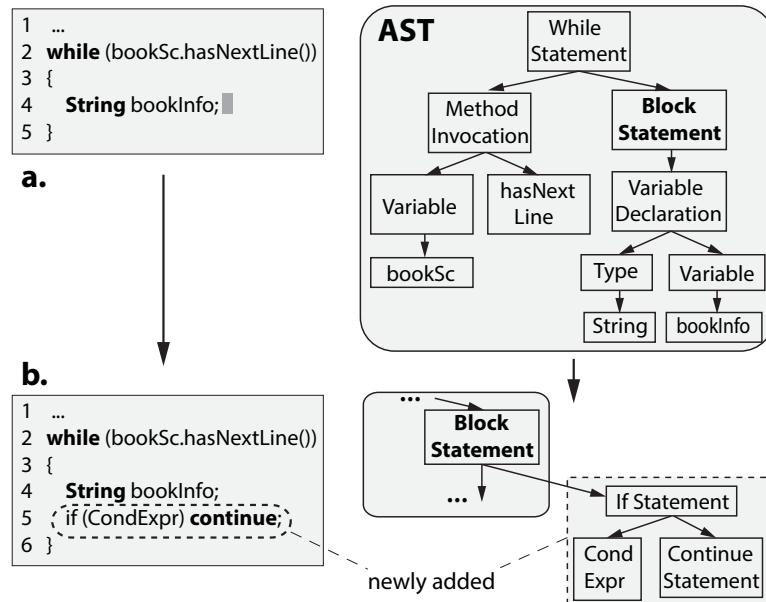 1 ...
2 while (bookSc.hasNextLine())
3 {
4 String bookInfo;
5 }
a.
AST
While
Statement
Method
Invocation
Block
Statement
Variable
hasNext
Line
Variable
Declaration
bookSc
Type
Variable
String
bookInfo
b.
1 ...
2 while (bookSc.hasNextLine())
3 {
4 String bookInfo;
5 if (CondExpr) continue;
6 }
...
Block
Statement
...
If Statement
Cond
Expr
Continue
Statement
newly added